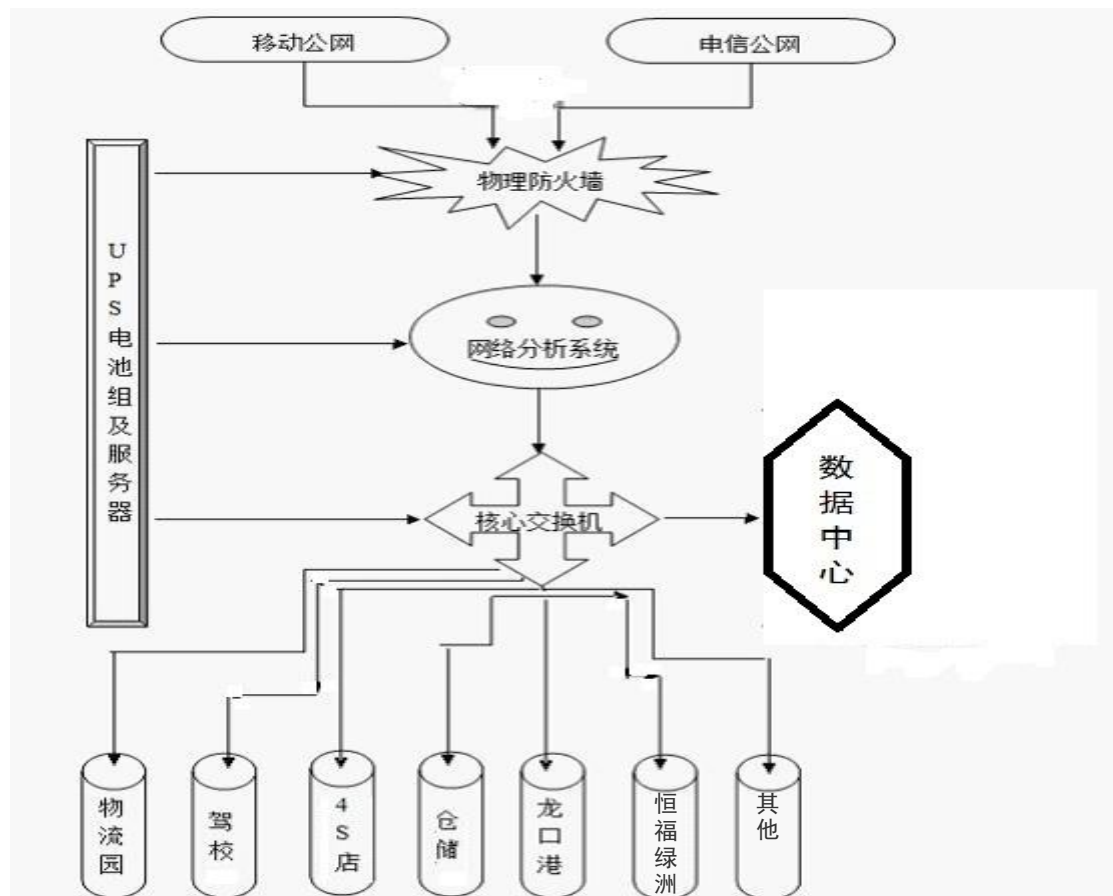 移动公网
电信公网
物理防火墙
UPS电池组及服务器
网络分析系统
核心交换机
数据中心
物流园
驾校
4S店
仓储
龙口港
恒福绿洲
其他